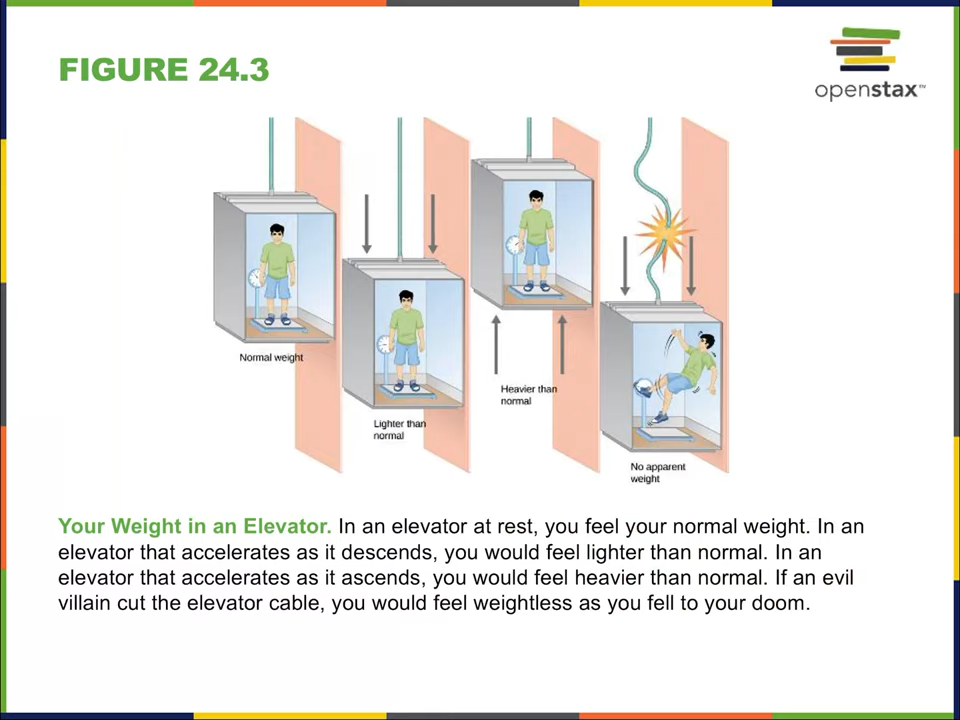 FIGURE 24.3
openstax™
Normal weight
Lighter than
normal
Heavier than
normal
No apparent
weight
Your Weight in an Elevator. In an elevator at rest, you feel your normal weight. In an
elevator that accelerates as it descends, you would feel lighter than normal. In an
elevator that accelerates as it ascends, you would feel heavier than normal. If an evil
villain cut the elevator cable, you would feel weightless as you fell to your doom.